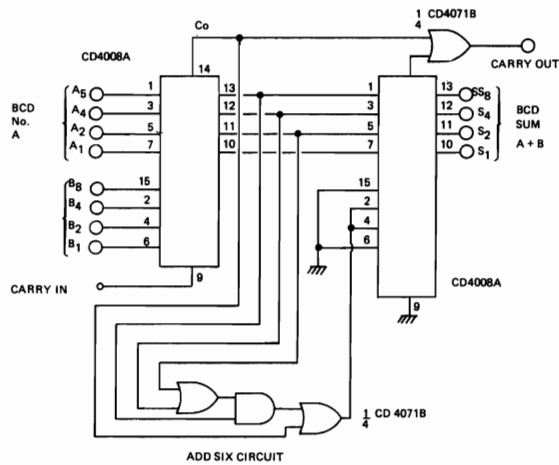 Co
1/4 CD4071B
CARRY OUT
CD4008A
14
BCD No. A
A5 1
A4 3
A2 5
A1 7
B8 15
B4 2
B2 4
B1 6
13
12
11
10
9
CARRY IN
1
3
5
7
15
2
4
6
13 SS8
12 S4
11 S2
10 S1
BCD SUM A + B
9
CD4008A
1/4 CD 4071B
ADD SIX CIRCUIT